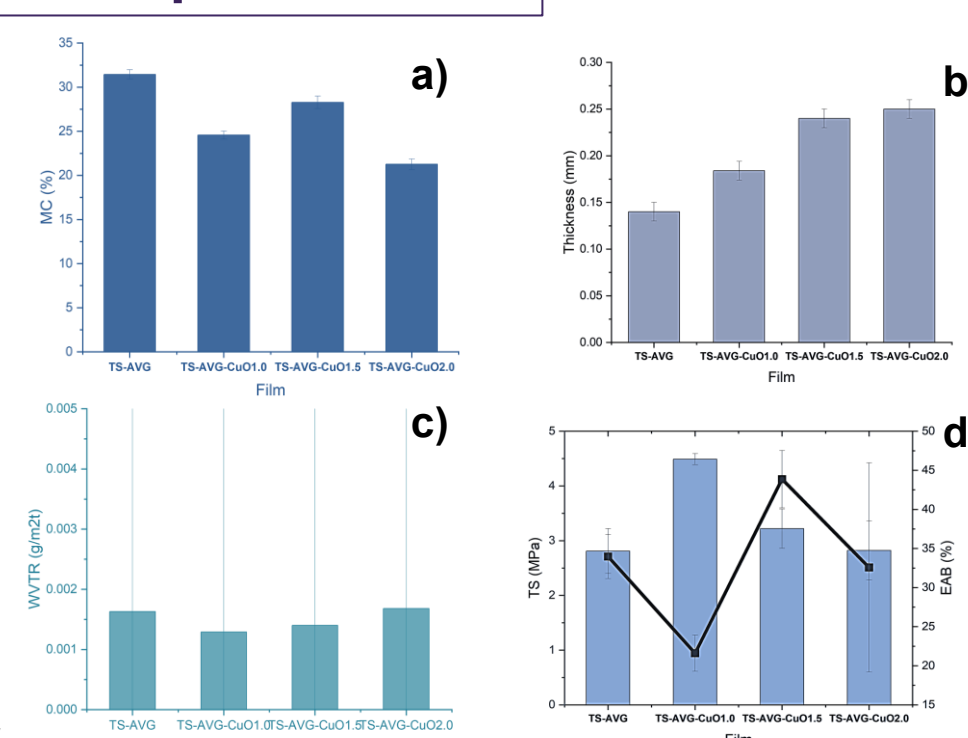 a)
MC (%)
35
30
25
20
15
10
5
0
TS-AVG TS-AVG-CuO1.0 TS-AVG-CuO1.5 TS-AVG-CuO2.0
Film
b
Thickness (mm)
0.30
0.25
0.20
0.15
0.10
0.05
0.00
TS-AVG TS-AVG-CuO1.0 TS-AVG-CuO1.5 TS-AVG-CuO2.0
Film
c)
WVTR (g/m2t)
0.005
0.004
0.003
0.002
0.001
0.000
TS-AVG TS-AVG-CuO1.0 TS-AVG-CuO1.5 TS-AVG-CuO2.0
d
TS (MPa)
5
4
3
2
1
0
EAB (%)
50
45
40
35
30
25
20
15
TS-AVG TS-AVG-CuO1.0 TS-AVG-CuO1.5 TS-AVG-CuO2.0
Film